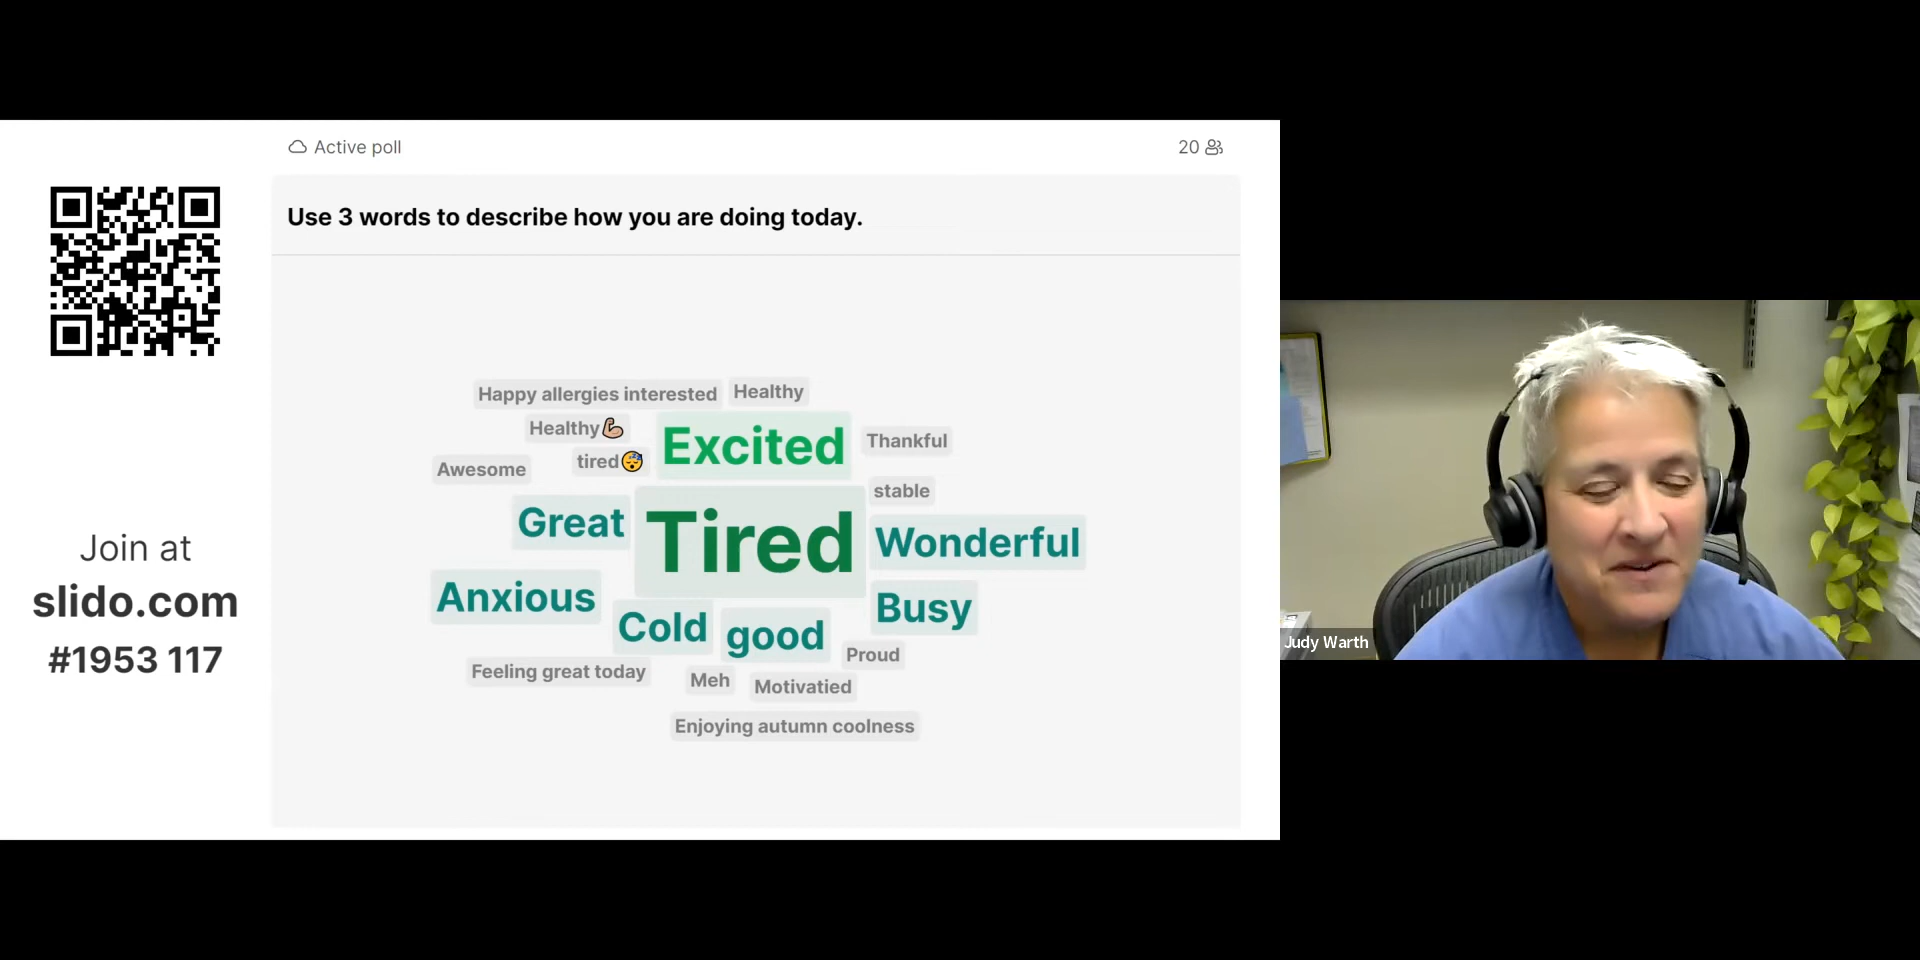 Active poll
20
Use 3 words to describe how you are doing today.
Happy allergies interested
Healthy
Healthy💪🏼
Excited
Thankful
Awesome
tired😴
stable
Great
Tired
Wonderful
Anxious
Cold
good
Busy
Proud
Feeling great today
Meh
Motivatied
Enjoying autumn coolness
Join at
slido.com
#1953 117
Judy Warth